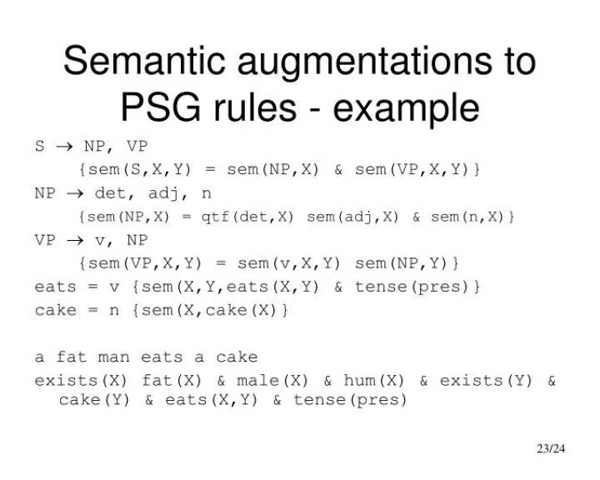 Semantic augmentations to
PSG rules - example
S → NP, VP
{sem(S,X,Y) = sem(NP,X) & sem(VP,X,Y)}
NP → det, adj, n
{sem(NP,X) = qtf(det,X) sem(adj,X) & sem(n,X)}
VP → v, NP
{sem(VP,X,Y) = sem(v,X,Y) sem(NP,Y)}
eats = v {sem(X,Y,eats(X,Y) & tense(pres)}
cake = n {sem(X,cake(X)}
a fat man eats a cake
exists(X) fat(X) & male(X) & hum(X) & exists(Y) &
cake(Y) & eats(X,Y) & tense(pres)
23/24